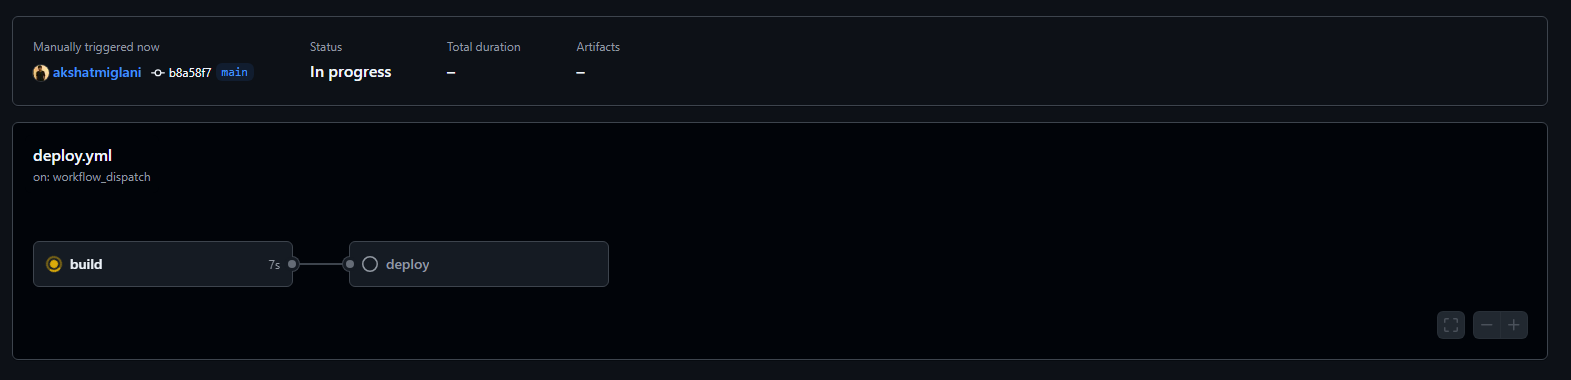 Manually triggered now
akshatmiglani b8a58f7 main
Status
In progress
Total duration
–
Artifacts
–
deploy.yml
on: workflow_dispatch
build 7s
deploy